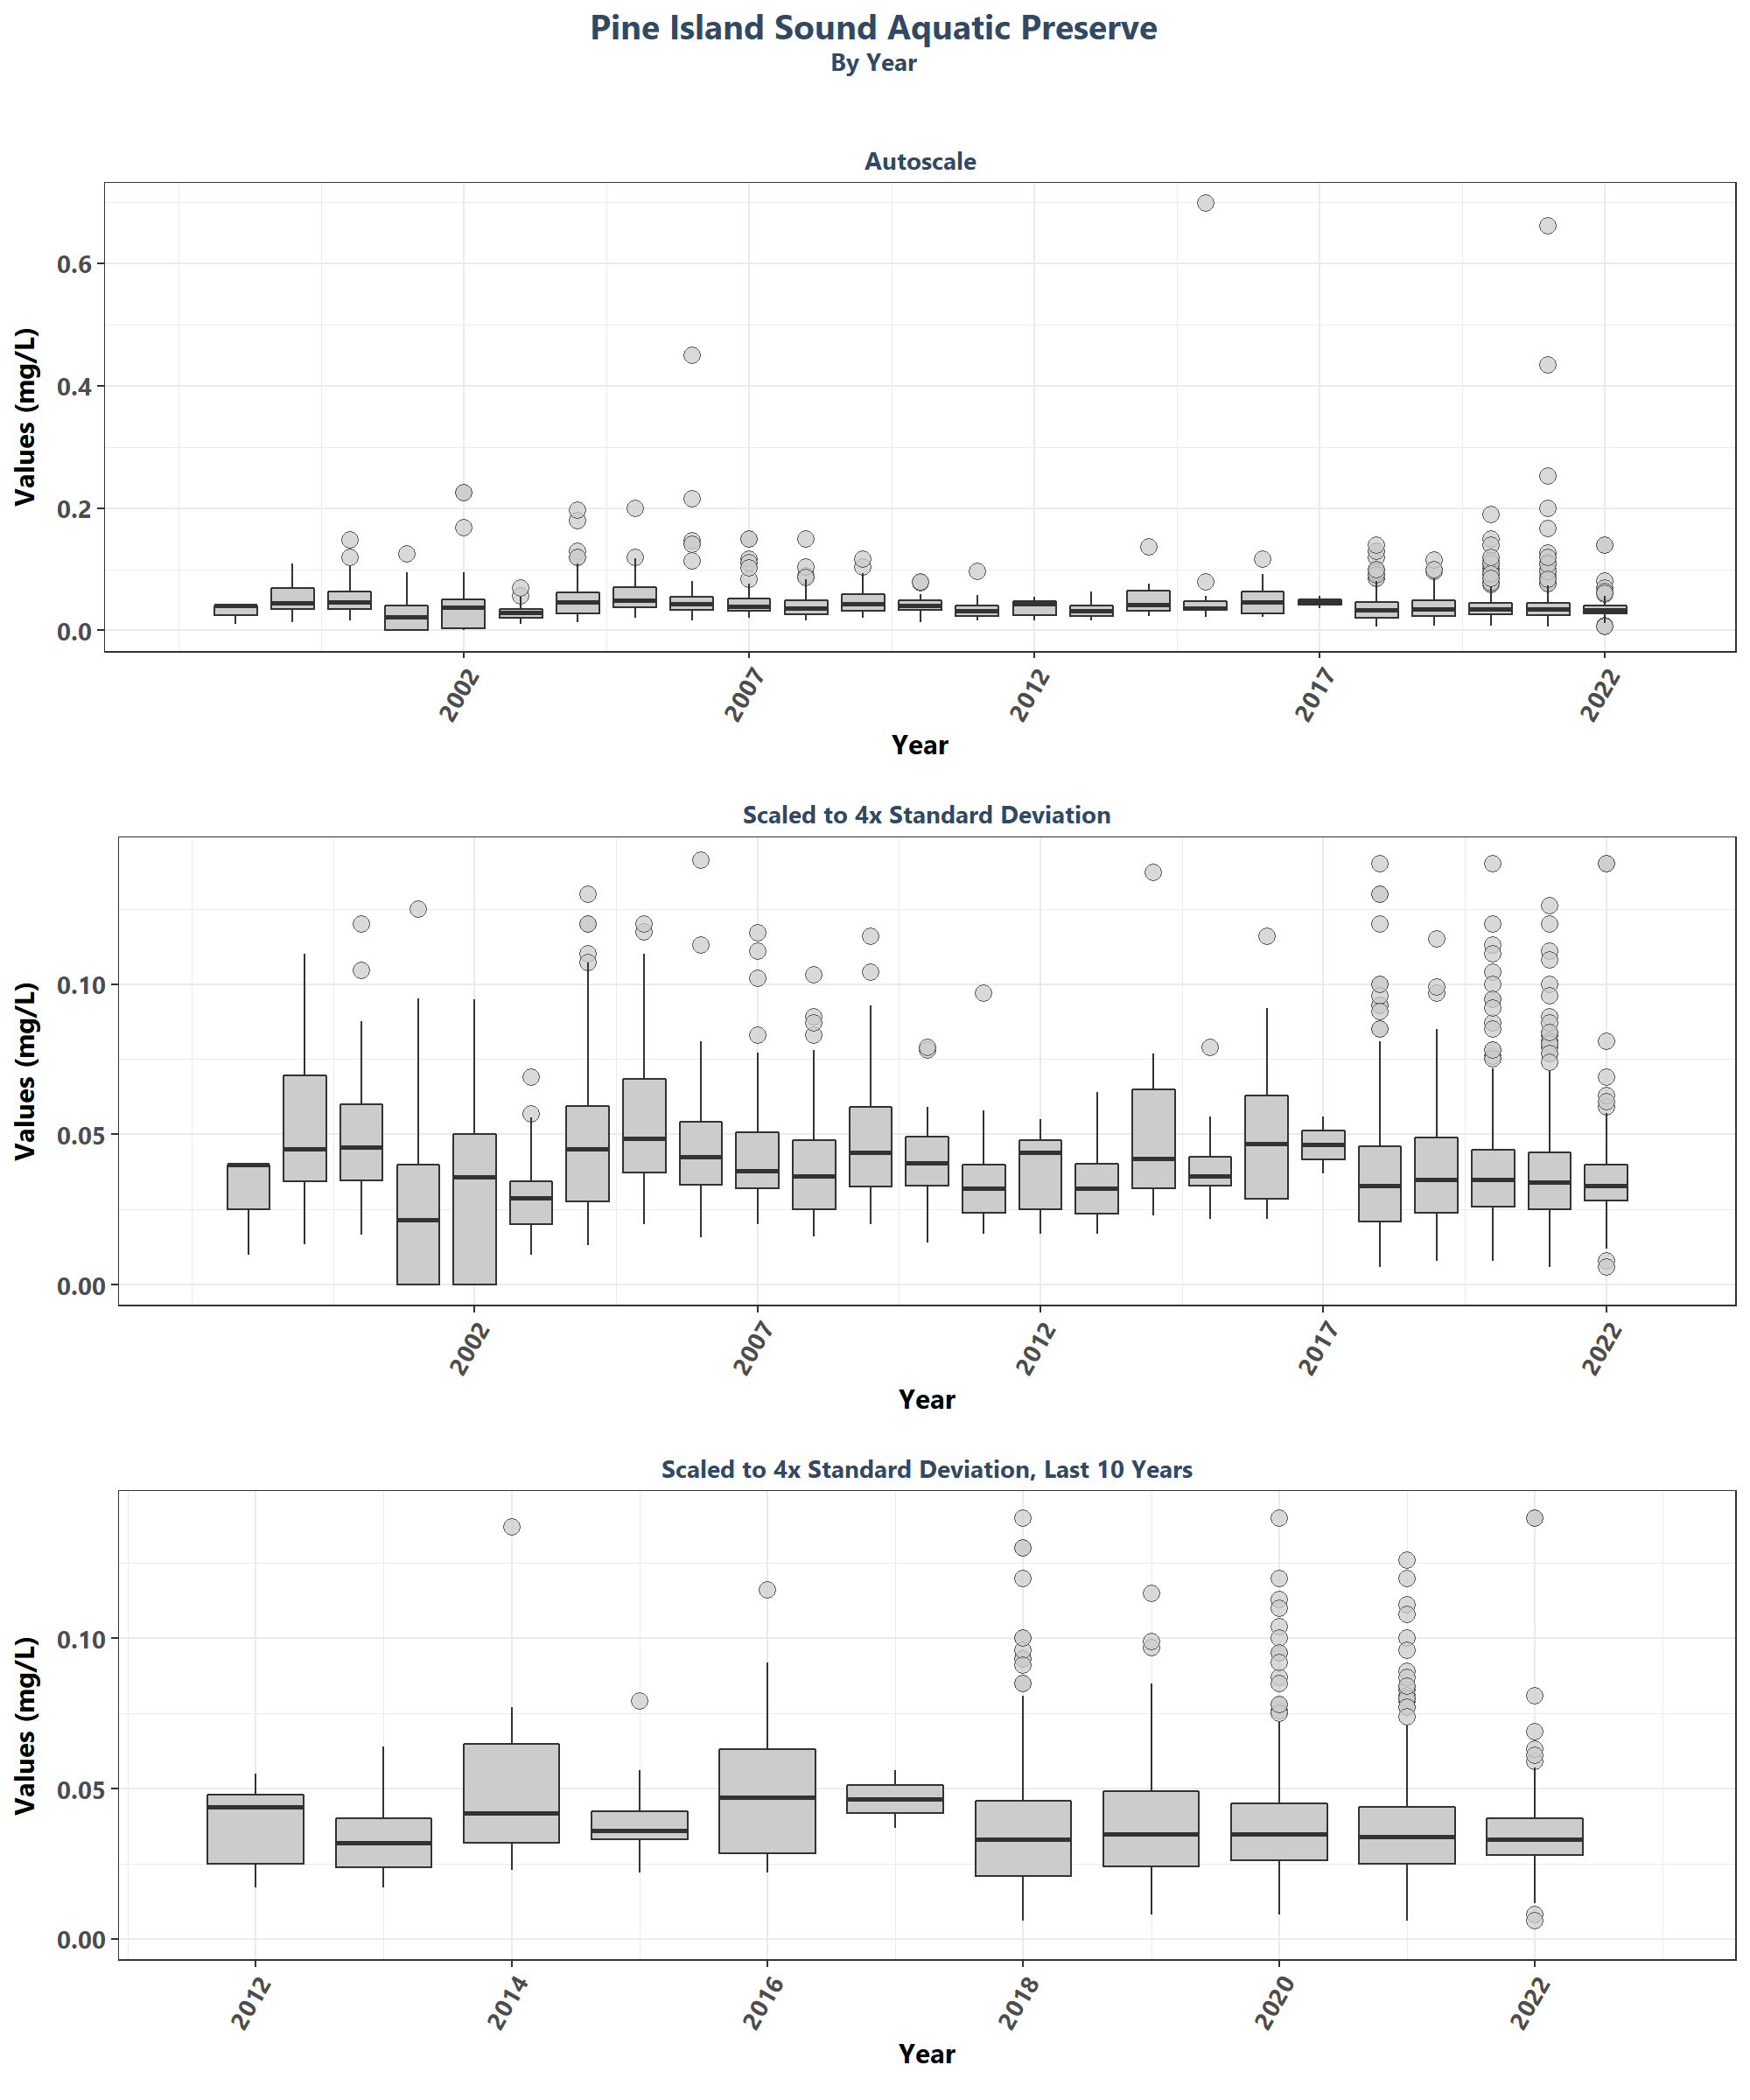 Pine Island Sound Aquatic Preserve
By Year
Autoscale
Values (mg/L)
0.6
0.4
0.2
0.0
2002 2007 2012 2017 2022
Year
Scaled to 4x Standard Deviation
Values (mg/L)
0.10
0.05
0.00
2002 2007 2012 2017 2022
Year
Scaled to 4x Standard Deviation, Last 10 Years
Values (mg/L)
0.10
0.05
0.00
2012 2014 2016 2018 2020 2022
Year